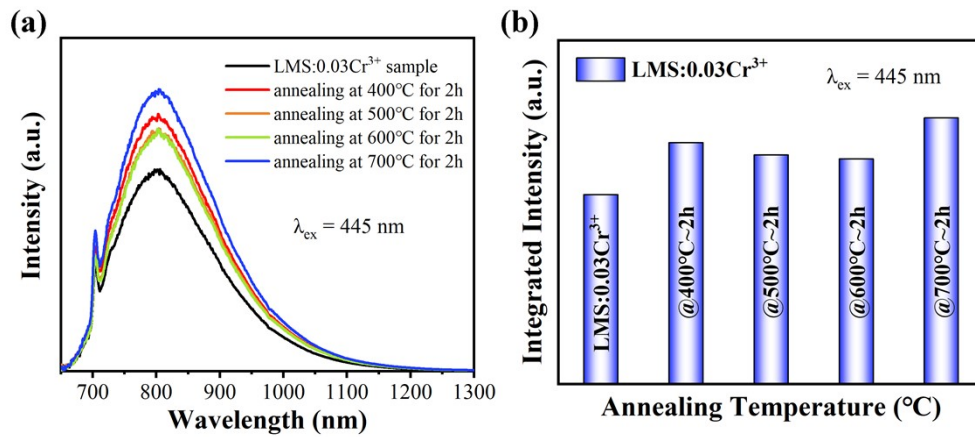 (a)
Intensity (a.u.)
LMS:0.03Cr³⁺ sample
annealing at 400°C for 2h
annealing at 500°C for 2h
annealing at 600°C for 2h
annealing at 700°C for 2h
λex = 445 nm
700 800 900 1000 1100 1200 1300
Wavelength (nm)
(b)
Integrated Intensity (a.u.)
LMS:0.03Cr³⁺
λex = 445 nm
LMS:0.03Cr³⁺
@400°C~2h
@500°C~2h
@600°C~2h
@700°C~2h
Annealing Temperature (°C)